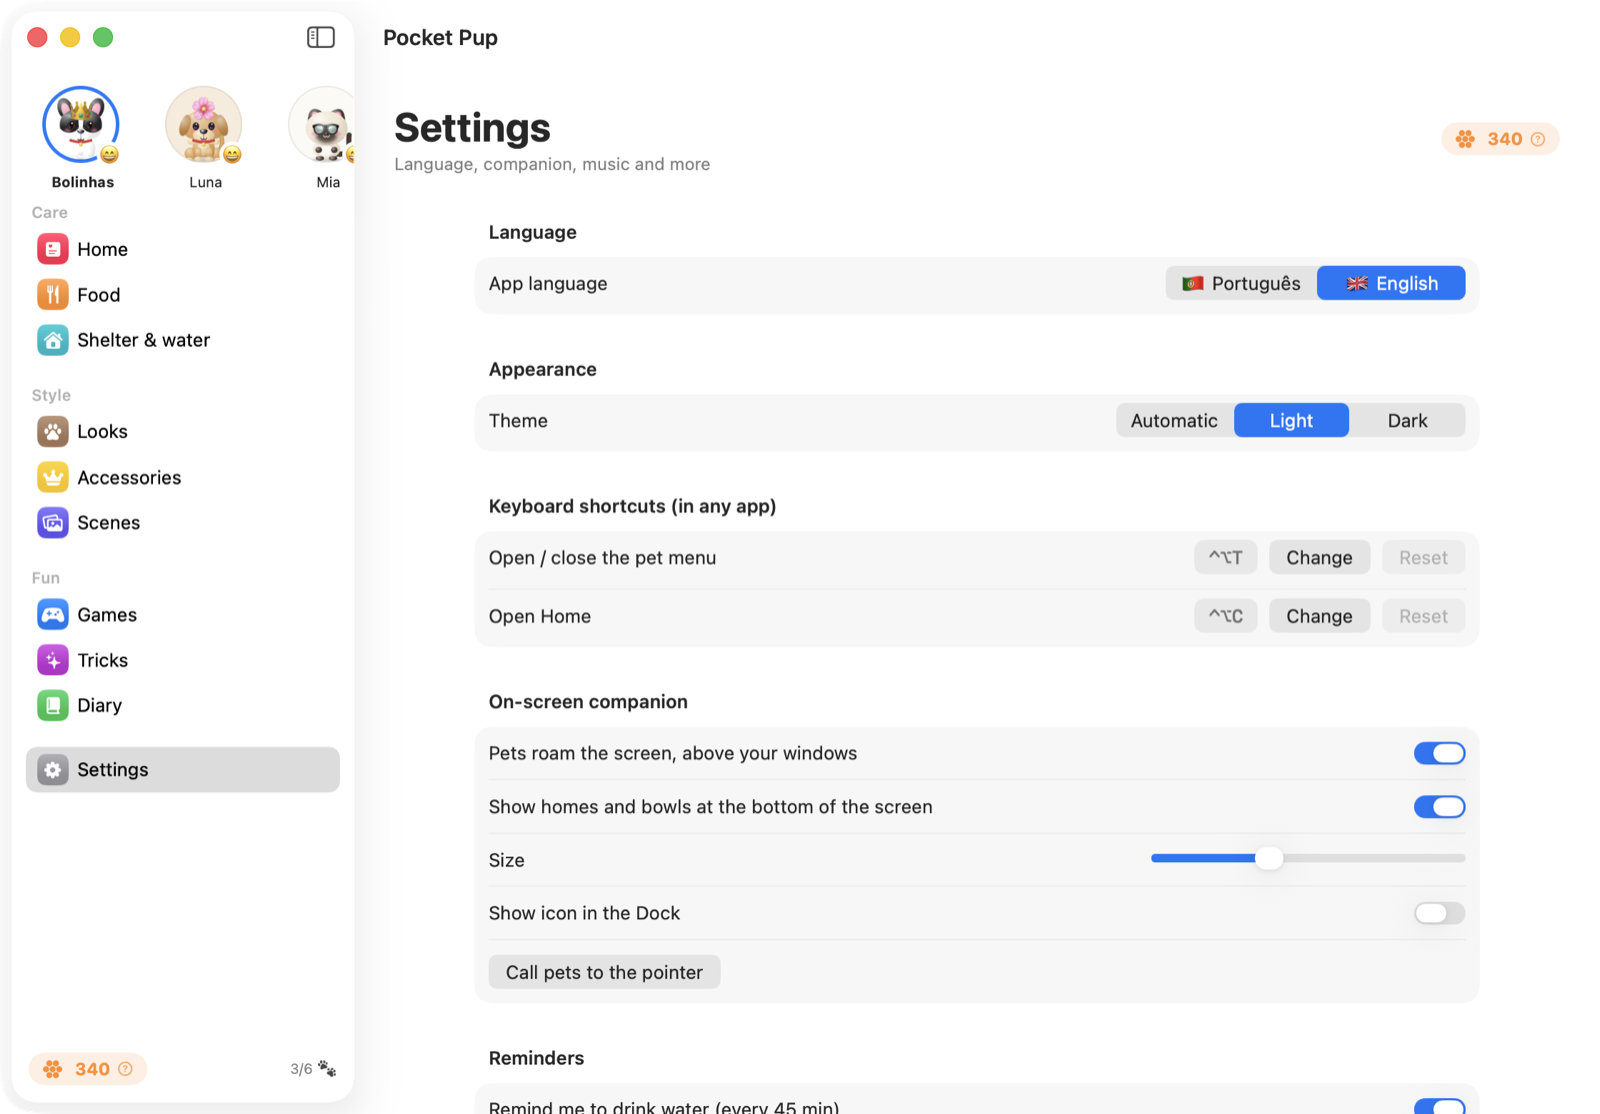 Pocket Pup
Bolinhas
Luna
Mia
Care
Home
Food
Shelter & water
Style
Looks
Accessories
Scenes
Fun
Games
Tricks
Diary
Settings
340
3/6
Settings
Language, companion, music and more
340
Language
App language
Português
English
Appearance
Theme
Automatic
Light
Dark
Keyboard shortcuts (in any app)
Open / close the pet menu
^⌥T
Change
Reset
Open Home
^⌥C
Change
Reset
On-screen companion
Pets roam the screen, above your windows
Show homes and bowls at the bottom of the screen
Size
Show icon in the Dock
Call pets to the pointer
Reminders
Remind me to drink water (every 45 min)